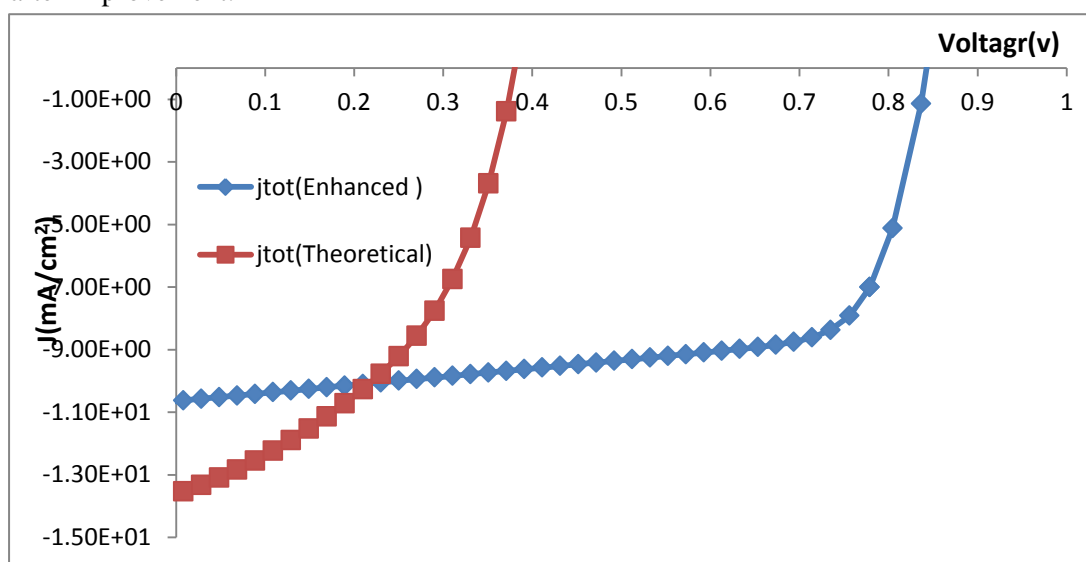 Voltagr(v)
0
0.1
0.2
0.3
0.4
0.5
0.6
0.7
0.8
0.9
1
-1.00E+00
-3.00E+00
-5.00E+00
-7.00E+00
-9.00E+00
-1.10E+01
-1.30E+01
-1.50E+01
J(mA/cm²)
jtot(Enhanced )
jtot(Theoretical)